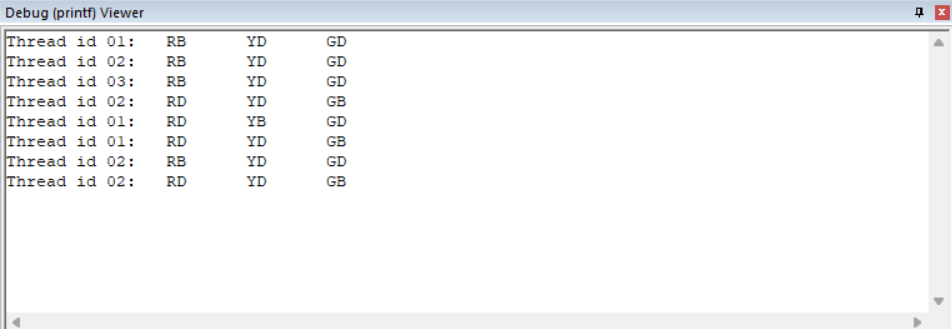 Debug (printf) Viewer
Thread id 01: RB YD GD
Thread id 02: RB YD GD
Thread id 03: RB YD GD
Thread id 02: RD YD GB
Thread id 01: RD YB GD
Thread id 01: RD YD GB
Thread id 02: RB YD GD
Thread id 02: RD YD GB